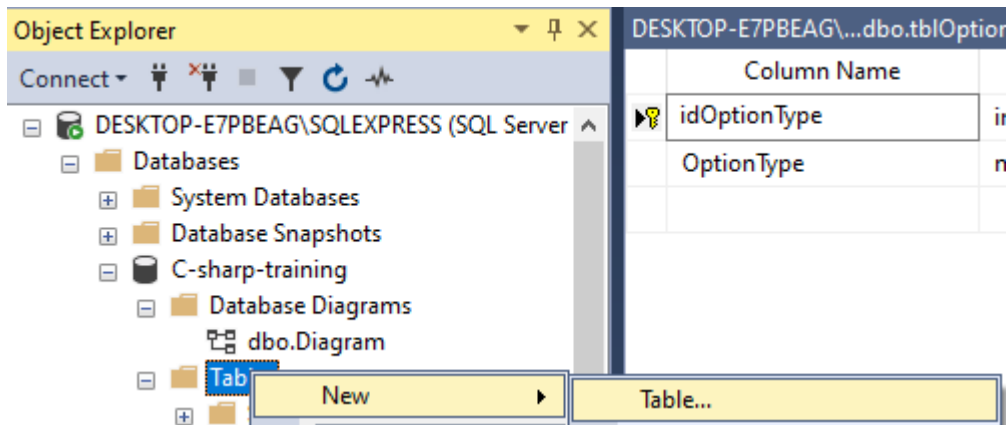 Object Explorer
DESKTOP-E7PBEAG\...dbo.tblOption
Connect
Column Name
DESKTOP-E7PBEAG\SQLEXPRESS (SQL Server
idOptionType
Databases
OptionType
System Databases
Database Snapshots
C-sharp-training
Database Diagrams
dbo.Diagram
Tab
New
Table...